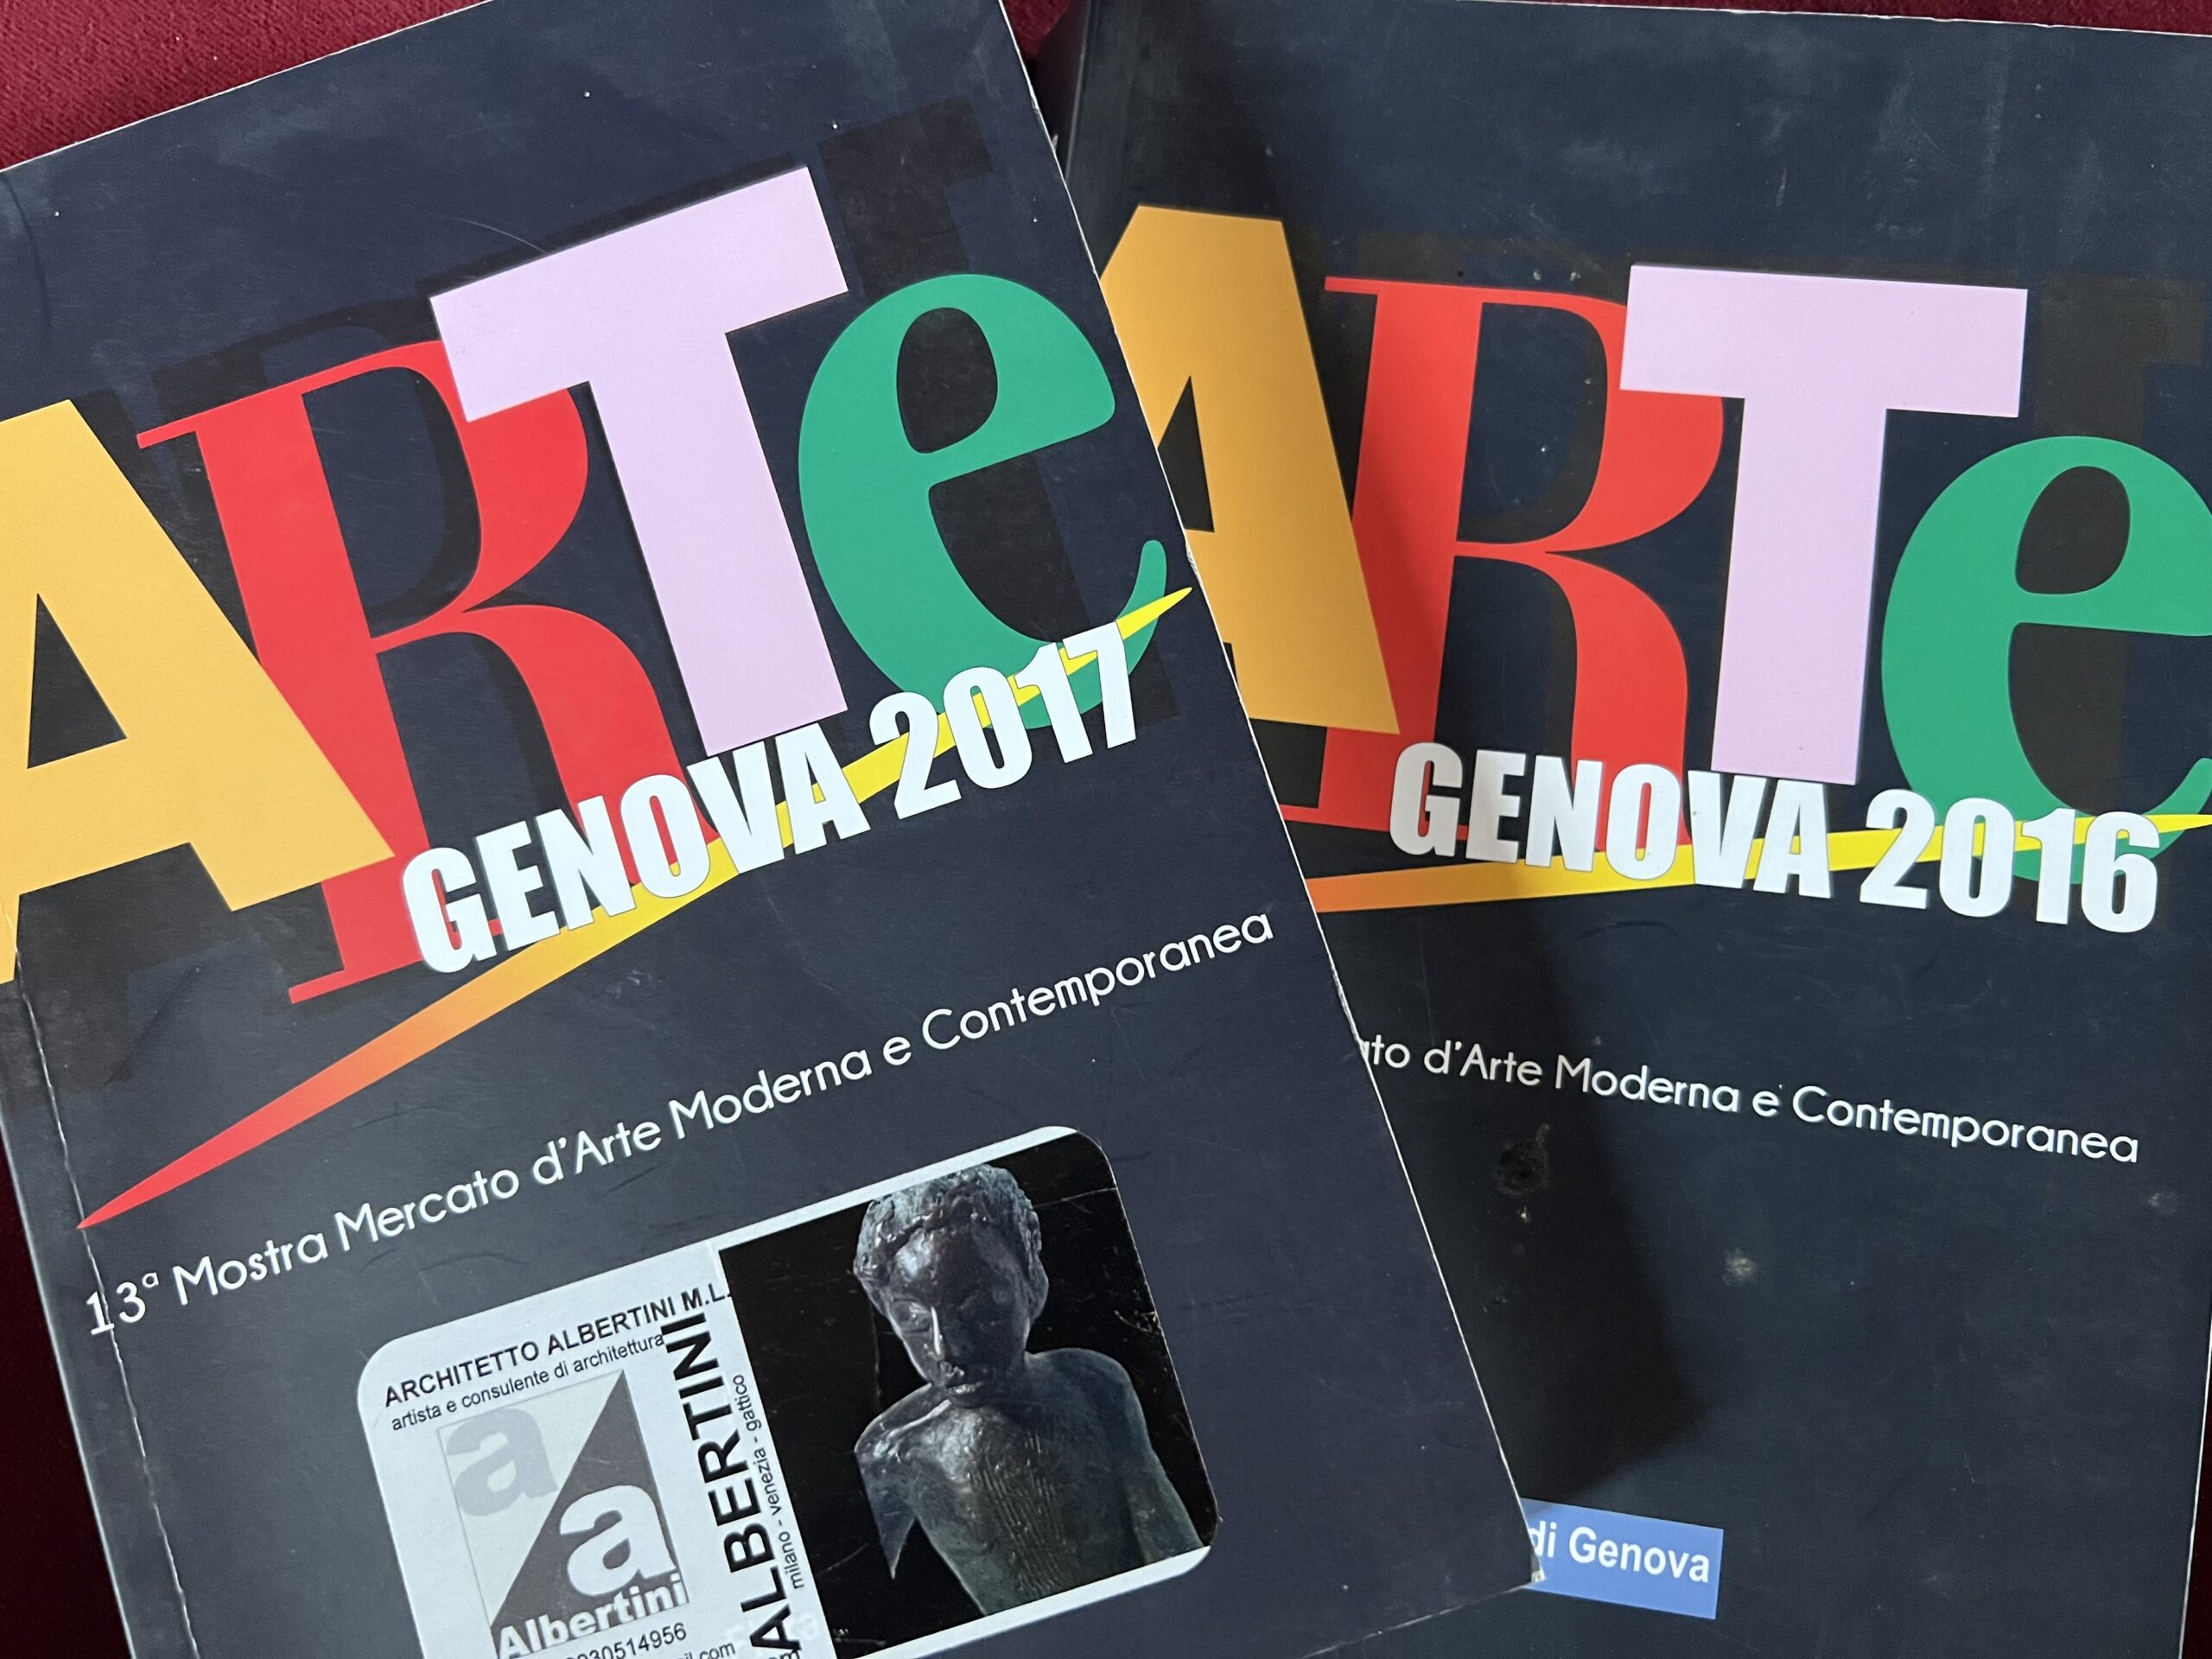 ARTe
GENOVA 2017
13ª Mostra Mercato d'Arte Moderna e Contemporanea
ARCHITETTO ALBERTINI M.L.
artista e consulente di architettura
a
a
Albertini
ALBERTINI
milano - venezia - gattico
ARTe
GENOVA 2016
d'Arte Moderna e Contemporanea
di Genova